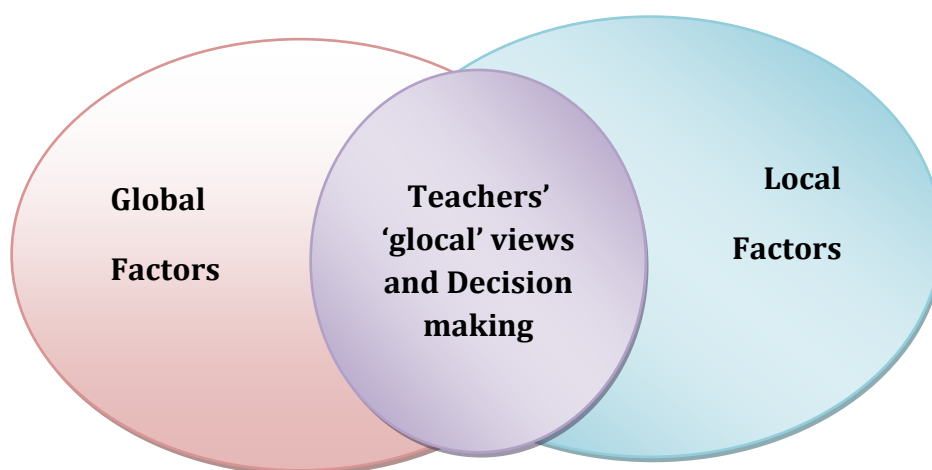 Global
Factors
Teachers’
‘glocal’ views
and Decision
making
Local
Factors